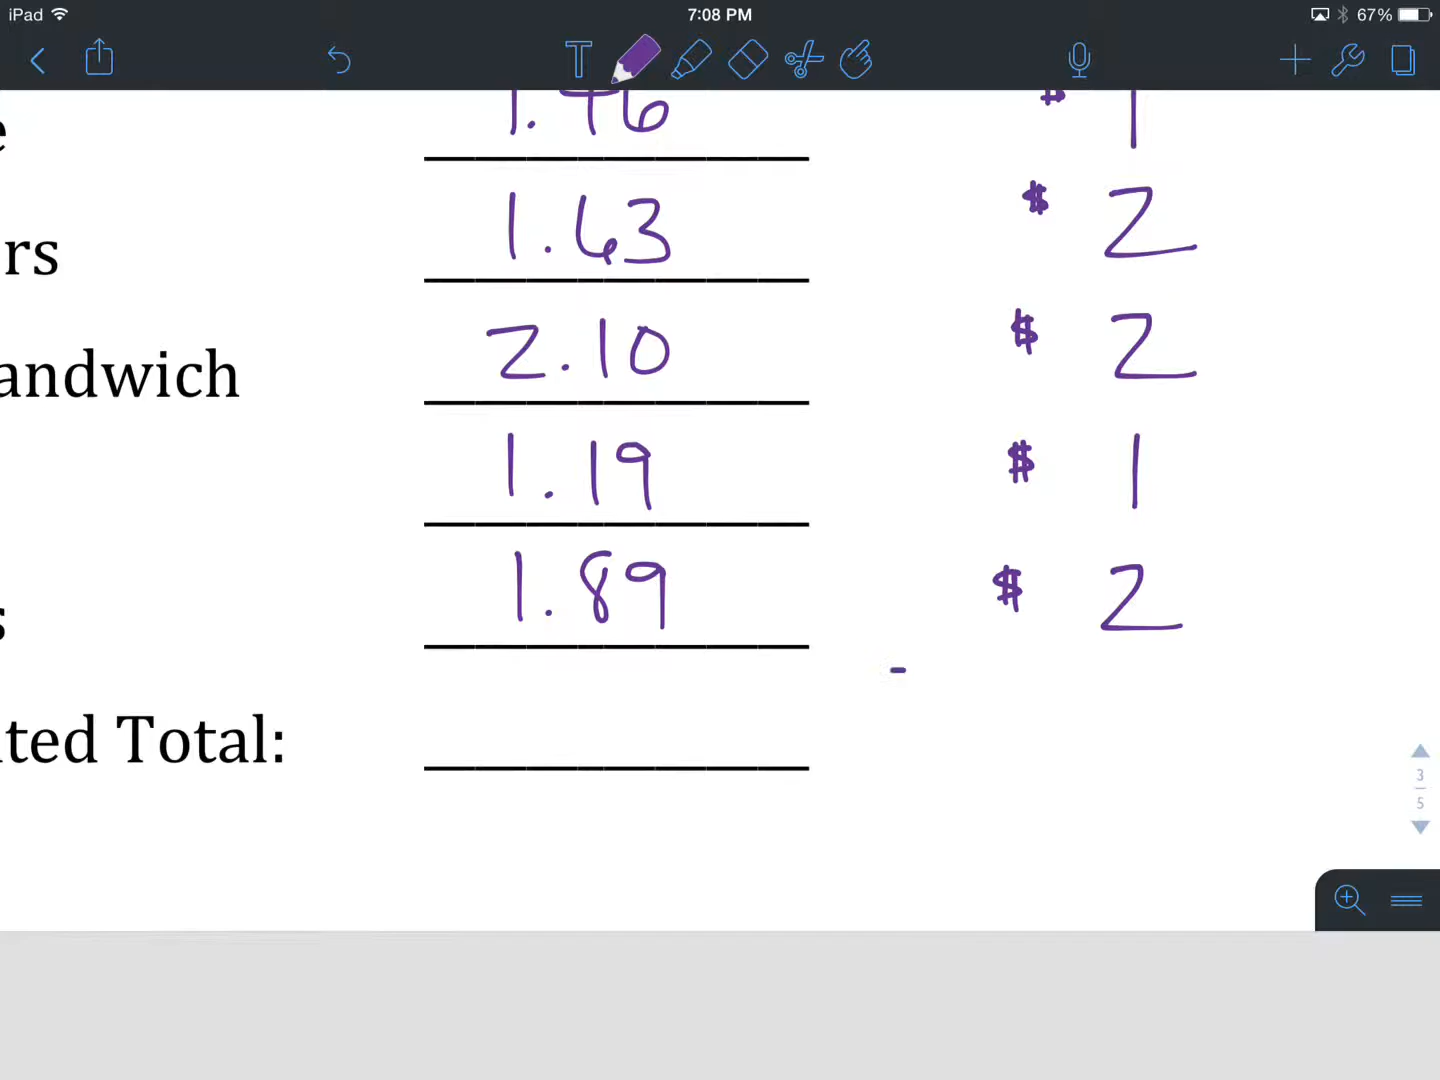 iPad 7:08 PM 67%
T
$ 1
1.63 $ 2
rs
2.10 $ 2
andwich
1.19 $ 1
1.89 $ 2
ted Total:
3
5